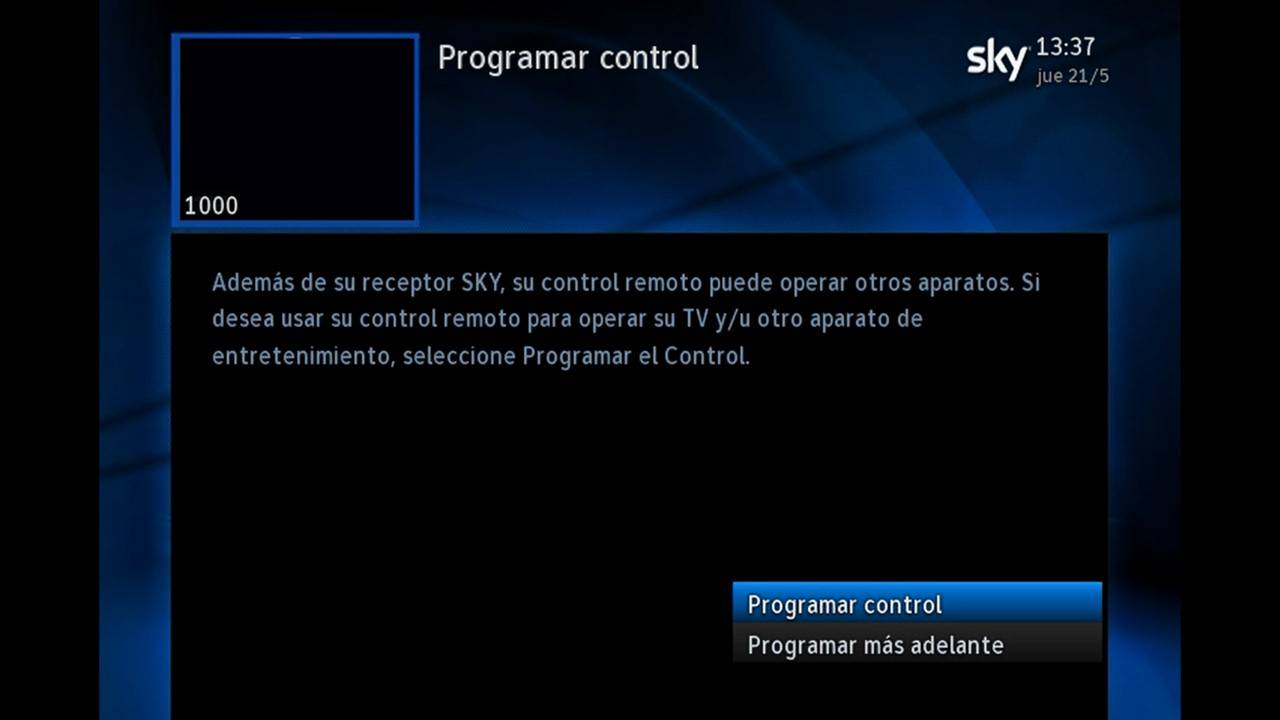 Programar control
sky 13:37
jue 21/5
1000
Además de su receptor SKY, su control remoto puede operar otros aparatos. Si
desea usar su control remoto para operar su TV y/u otro aparato de
entretenimiento, seleccione Programar el Control.
Programar control
Programar más adelante